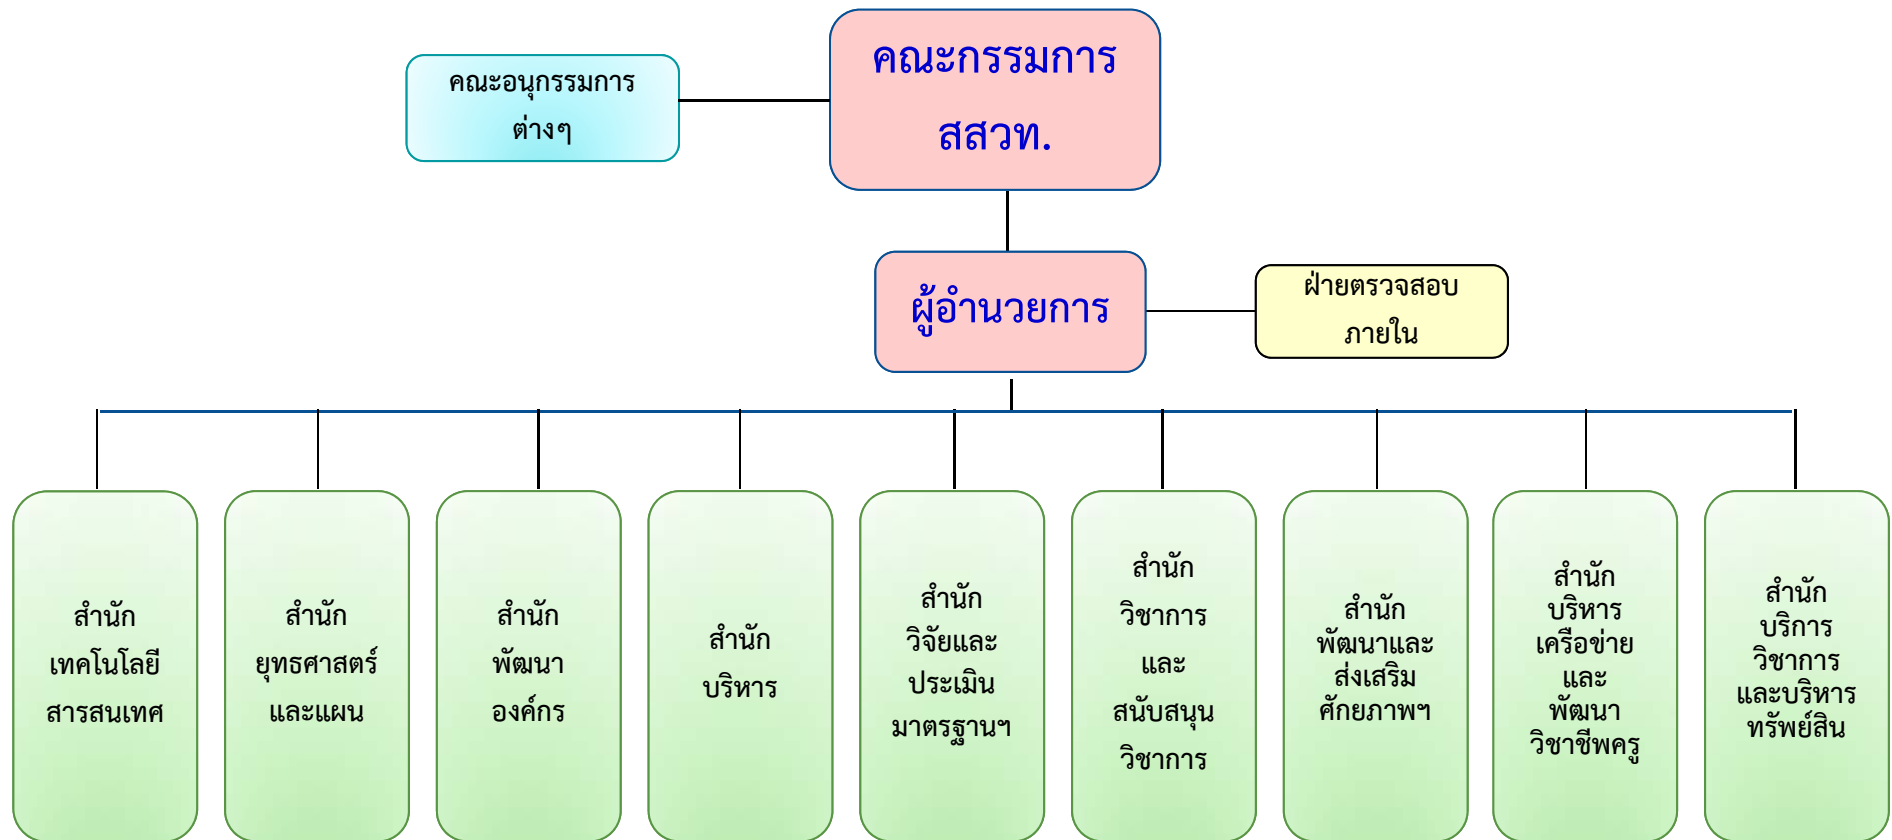 คณะกรรมการ
สสวท.
คณะอนุกรรมการ
ต่างๆ
ผู้อำนวยการ
ฝ่ายตรวจสอบ
ภายใน
สำนัก
เทคโนโลยี
สารสนเทศ
สำนัก
ยุทธศาสตร์
และแผน
สำนัก
พัฒนา
องค์กร
สำนัก
บริหาร
สำนัก
วิจัยและ
ประเมิน
มาตรฐานฯ
สำนัก
วิชาการ
และ
สนับสนุน
วิชาการ
สำนัก
พัฒนาและ
ส่งเสริม
ศักยภาพฯ
สำนัก
บริหาร
เครือข่าย
และ
พัฒนา
วิชาชีพครู
สำนัก
บริการ
วิชาการ
และบริหาร
ทรัพย์สิน